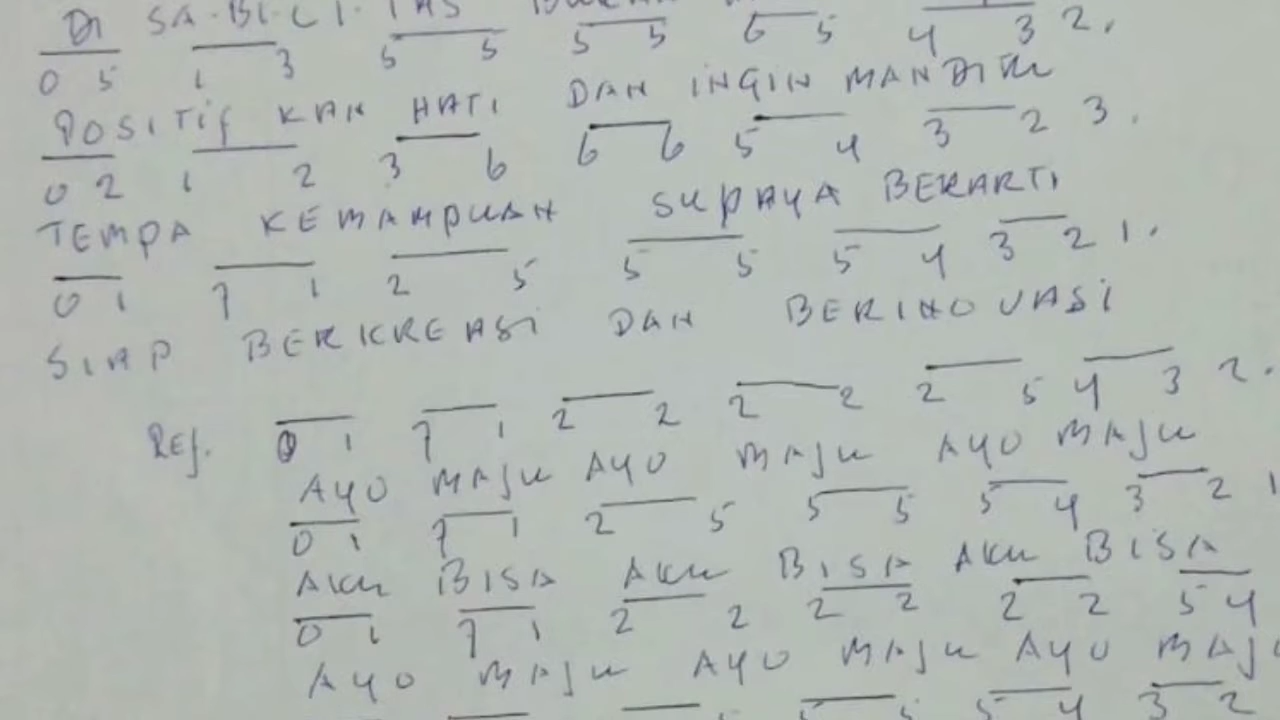 DI SA-BI-LI-TAS
0 5 1 3 5 5 5 5 6 5 4 3 2.
POSITIf KAN HATI DAN INGIN MANDIRI
0 2 1 2 3 6 6 6 5 4 3 2 3.
TEMPA KEMAMPUAN SUPAYA BERARTI
0 1 7 1 2 5 5 5 5 4 3 2 1.
SIAP BERKREASI DAN BERINOVASI
Ref. 0 1 7 1 2 2 2 2 2 5 4 3 2.
AYO MAJU AYO MAJU AYO MAJU
0 1 7 1 2 5 5 5 5 4 3 2 1
AKU BISA AKU BISA AKU BISA
0 1 7 1 2 2 2 2 2 2 5 4
AYO MAJU AYO MAJU AYO MAJU
5 5 5 4 3 2